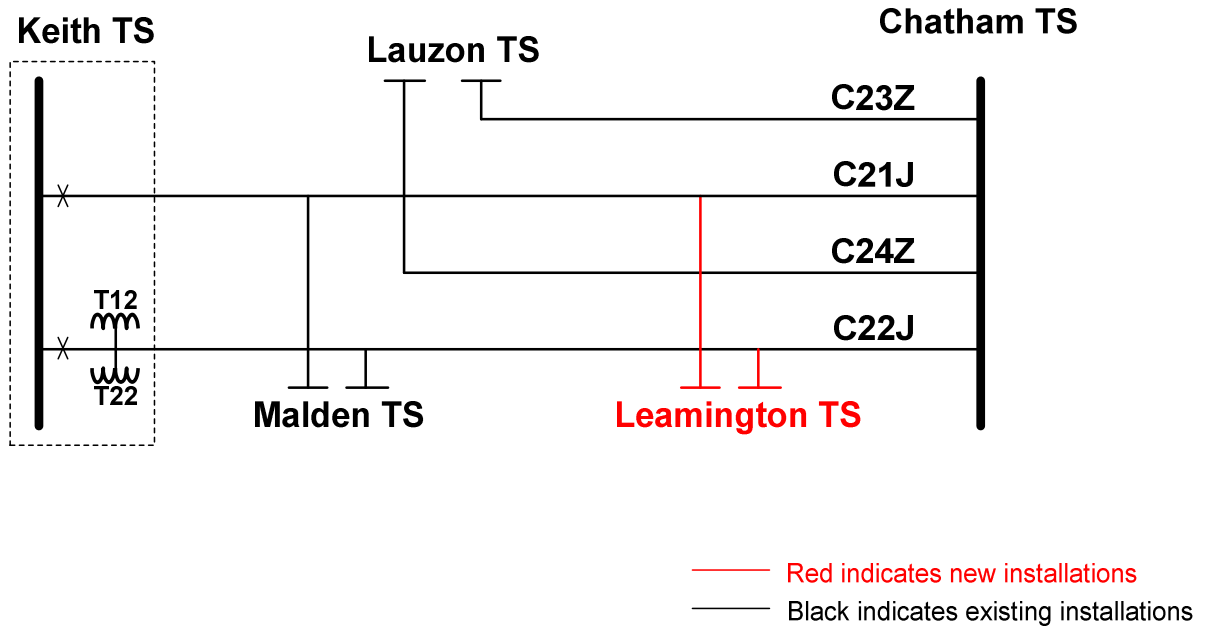 Keith TS
Lauzon TS
Chatham TS
C23Z
C21J
C24Z
T12
C22J
T22
Malden TS
Leamington TS
Red indicates new installations
Black indicates existing installations